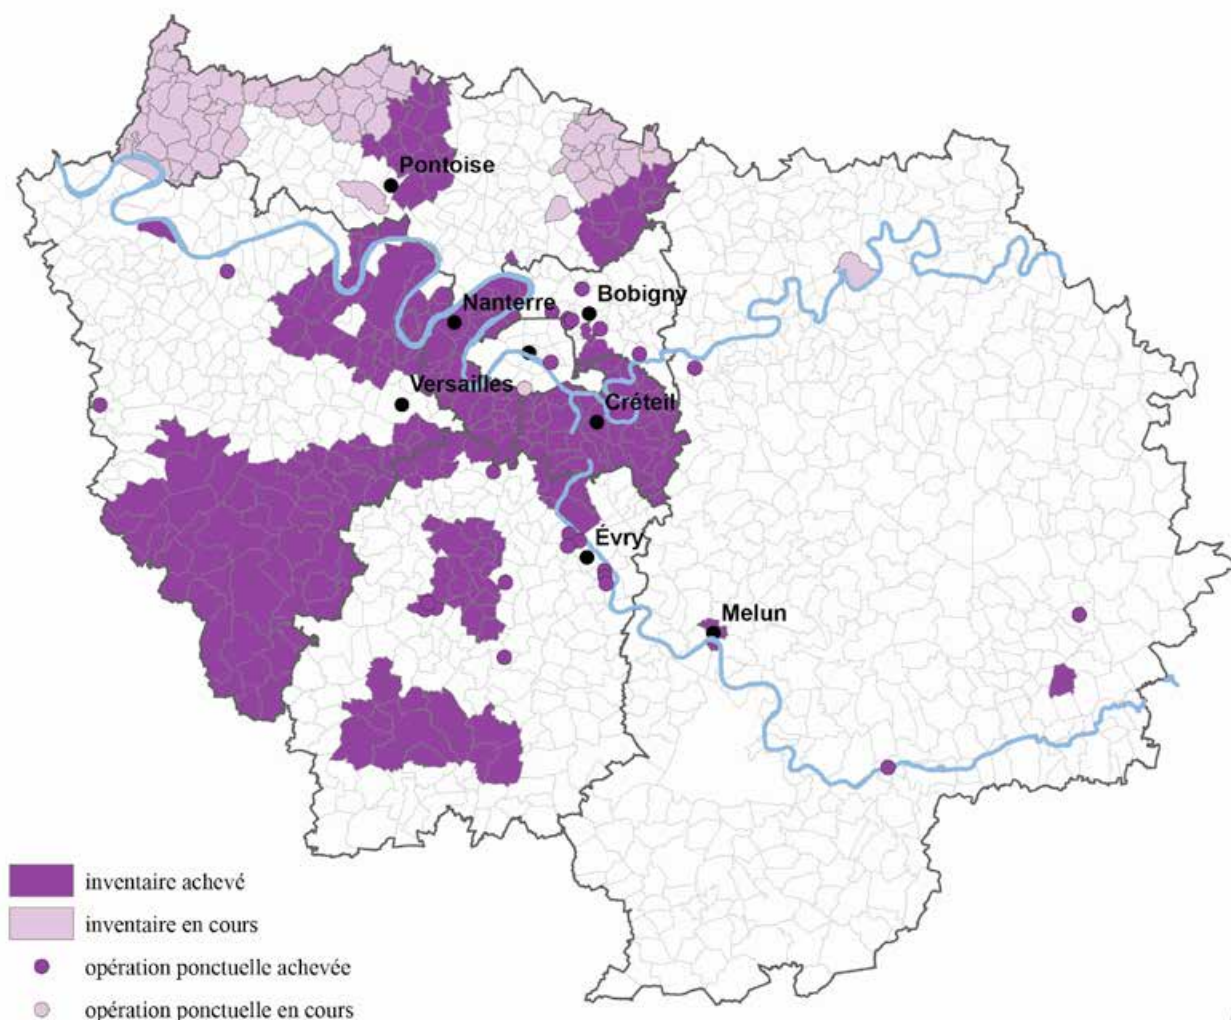 Pontoise
Nanterre
Bobigny
Versailles
Créteil
Évry
Melun
inventaire achevé
inventaire en cours
opération ponctuelle achevée
opération ponctuelle en cours